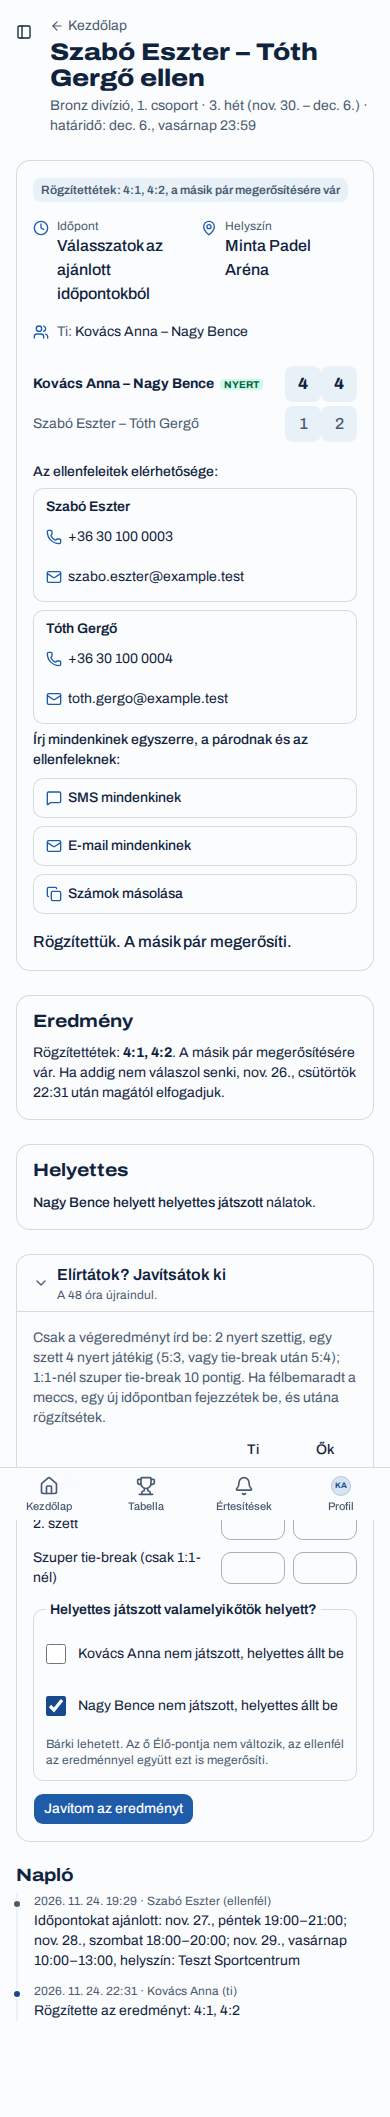 Kezdőlap
Szabó Eszter – Tóth
Gergő ellen
Bronz divízió, 1. csoport · 3. hét (nov. 30. – dec. 6.) ·
határidő: dec. 6., vasárnap 23:59
Rögzítettétek: 4:1, 4:2, a másik pár megerősítésére vár
Időpont
Válasszatok az
ajánlott
időpontokból
Helyszín
Minta Padel
Aréna
Ti: Kovács Anna – Nagy Bence
Kovács Anna – Nagy Bence NYERT 4 4
Szabó Eszter – Tóth Gergő 1 2
Az ellenfeleitek elérhetősége:
Szabó Eszter
+36 30 100 0003
szabo.eszter@example.test
Tóth Gergő
+36 30 100 0004
toth.gergo@example.test
Írj mindenkinek egyszerre, a párodnak és az
ellenfeleknek:
SMS mindenkinek
E-mail mindenkinek
Számok másolása
Rögzítettük. A másik pár megerősíti.
Eredmény
Rögzítettétek: 4:1, 4:2. A másik pár megerősítésére
vár. Ha addig nem válaszol senki, nov. 26., csütörtök
22:31 után magától elfogadjuk.
Helyettes
Nagy Bence helyett helyettes játszott nálatok.
Elírtátok? Javítsátok ki
A 48 óra újraindul.
Csak a végeredményt írd be: 2 nyert szettig, egy
szett 4 nyert játékig (5:3, vagy tie-break után 5:4);
1:1-nél szuper tie-break 10 pontig. Ha félbemaradt a
meccs, egy új időpontban fejezzétek be, és utána
rögzítsétek.
Ti Ők
Kezdőlap Tabella Értesítések KA Profil
2. szett
Szuper tie-break (csak 1:1-
nél)
Helyettes játszott valamelyikőtök helyett?
Kovács Anna nem játszott, helyettes állt be
Nagy Bence nem játszott, helyettes állt be
Bárki lehetett. Az ő Élő-pontja nem változik, az ellenfél
az eredménnyel együtt ezt is megerősíti.
Javítom az eredményt
Napló
2026. 11. 24. 19:29 · Szabó Eszter (ellenfél)
Időpontokat ajánlott: nov. 27., péntek 19:00–21:00;
nov. 28., szombat 18:00–20:00; nov. 29., vasárnap
10:00–13:00, helyszín: Teszt Sportcentrum
2026. 11. 24. 22:31 · Kovács Anna (ti)
Rögzítette az eredményt: 4:1, 4:2